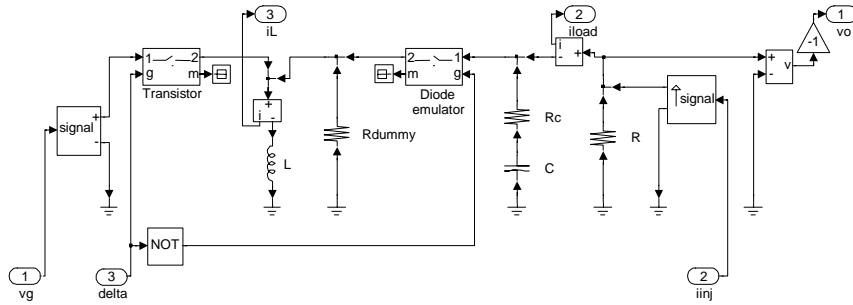 3
iL
2
iload
1
vo
-1
1
2
g
m
Transistor
2
1
m
g
Diode
emulator
i
+
-
+
-
v
signal
+
-
+
i
-
signal
Rdummy
Rc
R
L
C
NOT
1
vg
3
delta
2
iinj